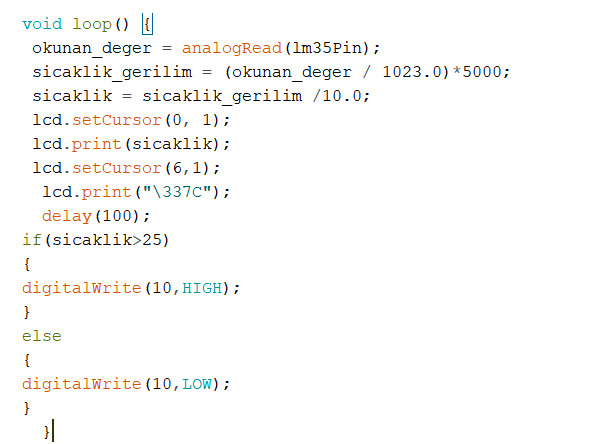 void loop() {
okunan_deger = analogRead(lm35Pin);
sicaklik_gerilim = (okunan_deger / 1023.0)*5000;
sicaklik = sicaklik_gerilim /10.0;
lcd.setCursor(0, 1);
lcd.print(sicaklik);
lcd.setCursor(6,1);
lcd.print("\337C");
delay(100);
if(sicaklik>25)
{
digitalWrite(10,HIGH);
}
else
{
digitalWrite(10,LOW);
}
}